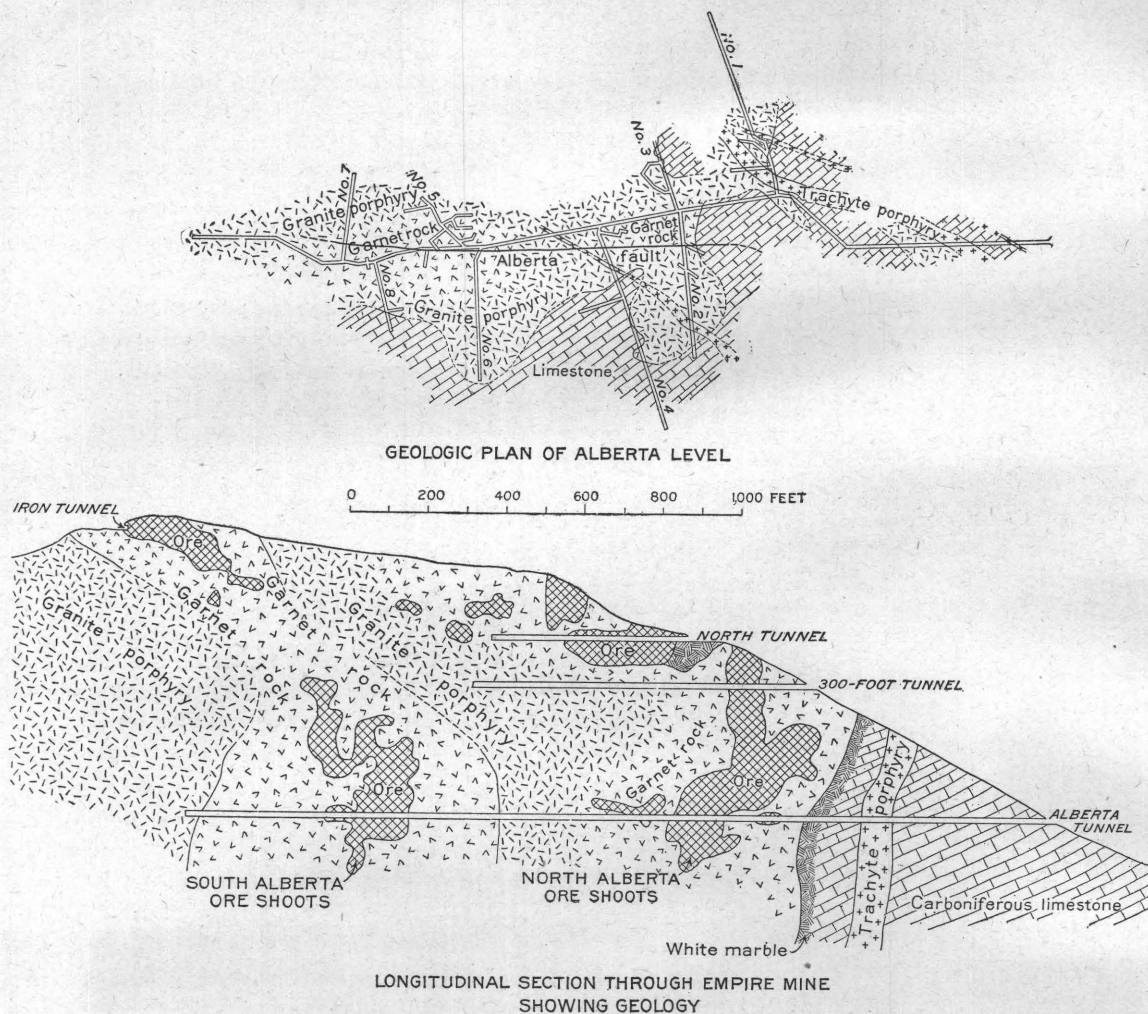 No. 1
No. 3
No. 7
No. 5
Granite porphyry
Trachyte porphyry
Garnet rock
Garnet
rock
Alberta fault
No. 8
Granite porphyry
No. 2
No. 6
Limestone
No. 4
GEOLOGIC PLAN OF ALBERTA LEVEL
0 200 400 600 800 1,000 FEET
IRON TUNNEL
Ore
Garnet rock
Granite porphyry
Garnet rock
Granite porphyry
NORTH TUNNEL
Ore
300-FOOT TUNNEL
Garnet rock
Ore
Ore
Trachyte porphyry
ALBERTA
TUNNEL
SOUTH ALBERTA
ORE SHOOTS
NORTH ALBERTA
ORE SHOOTS
Carboniferous limestone
White marble
LONGITUDINAL SECTION THROUGH EMPIRE MINE
SHOWING GEOLOGY